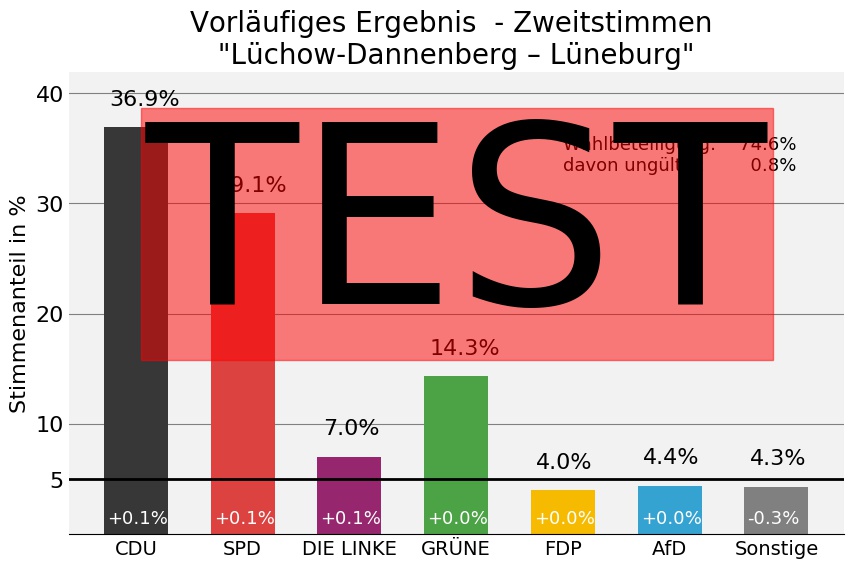 Vorläufiges Ergebnis - Zweitstimmen
"Lüchow-Dannenberg – Lüneburg"
Stimmenanteil in %
40
30
20
10
5
TEST
74.6%
davon
0.8%
36.9%
7.0%
14.3%
4.0%
4.4%
4.3%
+0.1%
+0.1%
+0.1%
+0.0%
+0.0%
+0.0%
-0.3%
CDU
SPD
DIE LINKE
GRÜNE
FDP
AfD
Sonstige